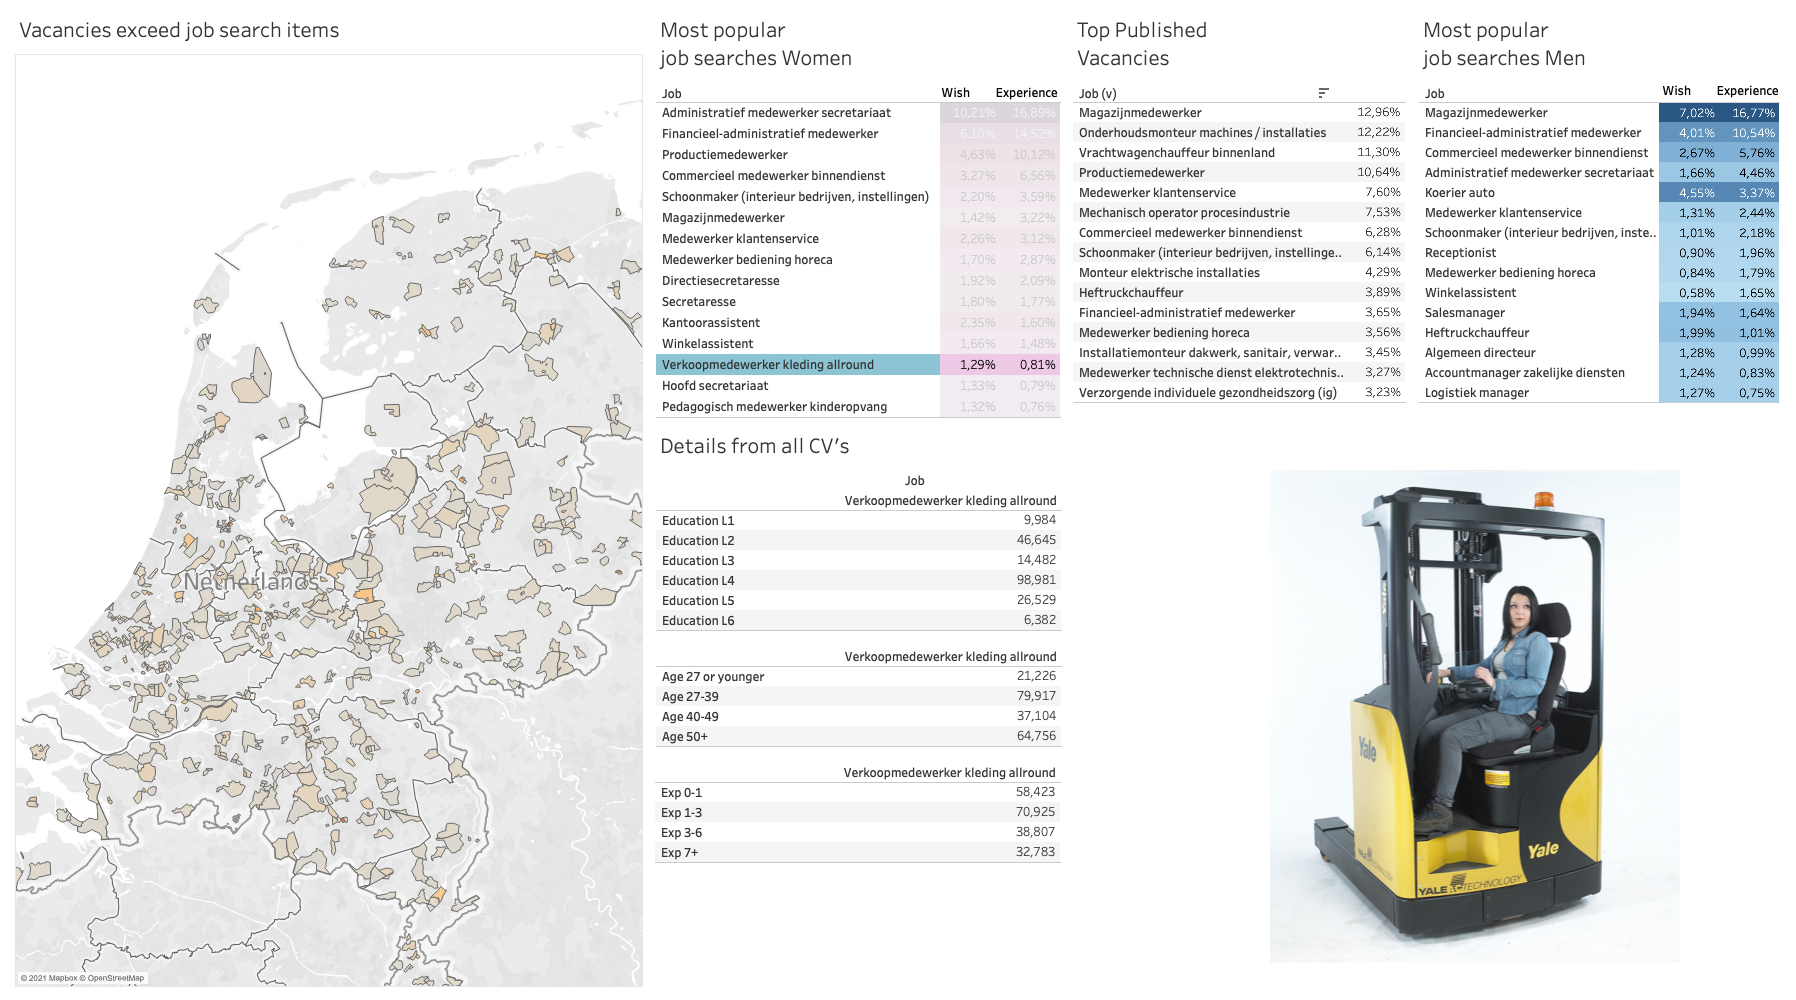 Vacancies exceed job search items
Netherlands
© 2021 Mapbox © OpenStreetMap
Most popular
job searches Women
Job Wish Experience
Administratief medewerker secretariaat 10,21% 16,89%
Financieel-administratief medewerker 6,10% 14,52%
Productiemedewerker 4,63% 10,12%
Commercieel medewerker binnendienst 3,27% 6,56%
Schoonmaker (interieur bedrijven, instellingen) 2,20% 3,59%
Magazijnmedewerker 1,42% 3,22%
Medewerker klantenservice 2,26% 3,12%
Medewerker bediening horeca 1,70% 2,87%
Directiesecretaresse 1,92% 2,09%
Secretaresse 1,80% 1,77%
Kantoorassistent 2,35% 1,60%
Winkelassistent 1,66% 1,48%
Verkoopmedewerker kleding allround 1,29% 0,81%
Hoofd secretariaat 1,33% 0,79%
Pedagogisch medewerker kinderopvang 1,32% 0,76%
Top Published
Vacancies
Job (v)
Magazijnmedewerker 12,96%
Onderhoudsmonteur machines / installaties 12,22%
Vrachtwagenchauffeur binnenland 11,30%
Productiemedewerker 10,64%
Medewerker klantenservice 7,60%
Mechanisch operator procesindustrie 7,53%
Commercieel medewerker binnendienst 6,28%
Schoonmaker (interieur bedrijven, instellinge.. 6,14%
Monteur elektrische installaties 4,29%
Heftruckchauffeur 3,89%
Financieel-administratief medewerker 3,65%
Medewerker bediening horeca 3,56%
Installatiemonteur dakwerk, sanitair, verwar.. 3,45%
Medewerker technische dienst elektrotechnis.. 3,27%
Verzorgende individuele gezondheidszorg (ig) 3,23%
Most popular
job searches Men
Job Wish Experience
Magazijnmedewerker 7,02% 16,77%
Financieel-administratief medewerker 4,01% 10,54%
Commercieel medewerker binnendienst 2,67% 5,76%
Administratief medewerker secretariaat 1,66% 4,46%
Koerier auto 4,55% 3,37%
Medewerker klantenservice 1,31% 2,44%
Schoonmaker (interieur bedrijven, inste.. 1,01% 2,18%
Receptionist 0,90% 1,96%
Medewerker bediening horeca 0,84% 1,79%
Winkelassistent 0,58% 1,65%
Salesmanager 1,94% 1,64%
Heftruckchauffeur 1,99% 1,01%
Algemeen directeur 1,28% 0,99%
Accountmanager zakelijke diensten 1,24% 0,83%
Logistiek manager 1,27% 0,75%
Details from all CV's
Job
Verkoopmedewerker kleding allround
Education L1 9,984
Education L2 46,645
Education L3 14,482
Education L4 98,981
Education L5 26,529
Education L6 6,382
Verkoopmedewerker kleding allround
Age 27 or younger 21,226
Age 27-39 79,917
Age 40-49 37,104
Age 50+ 64,756
Verkoopmedewerker kleding allround
Exp 0-1 58,423
Exp 1-3 70,925
Exp 3-6 38,807
Exp 7+ 32,783
Yale
Yale
YALE TECHNOLOGY